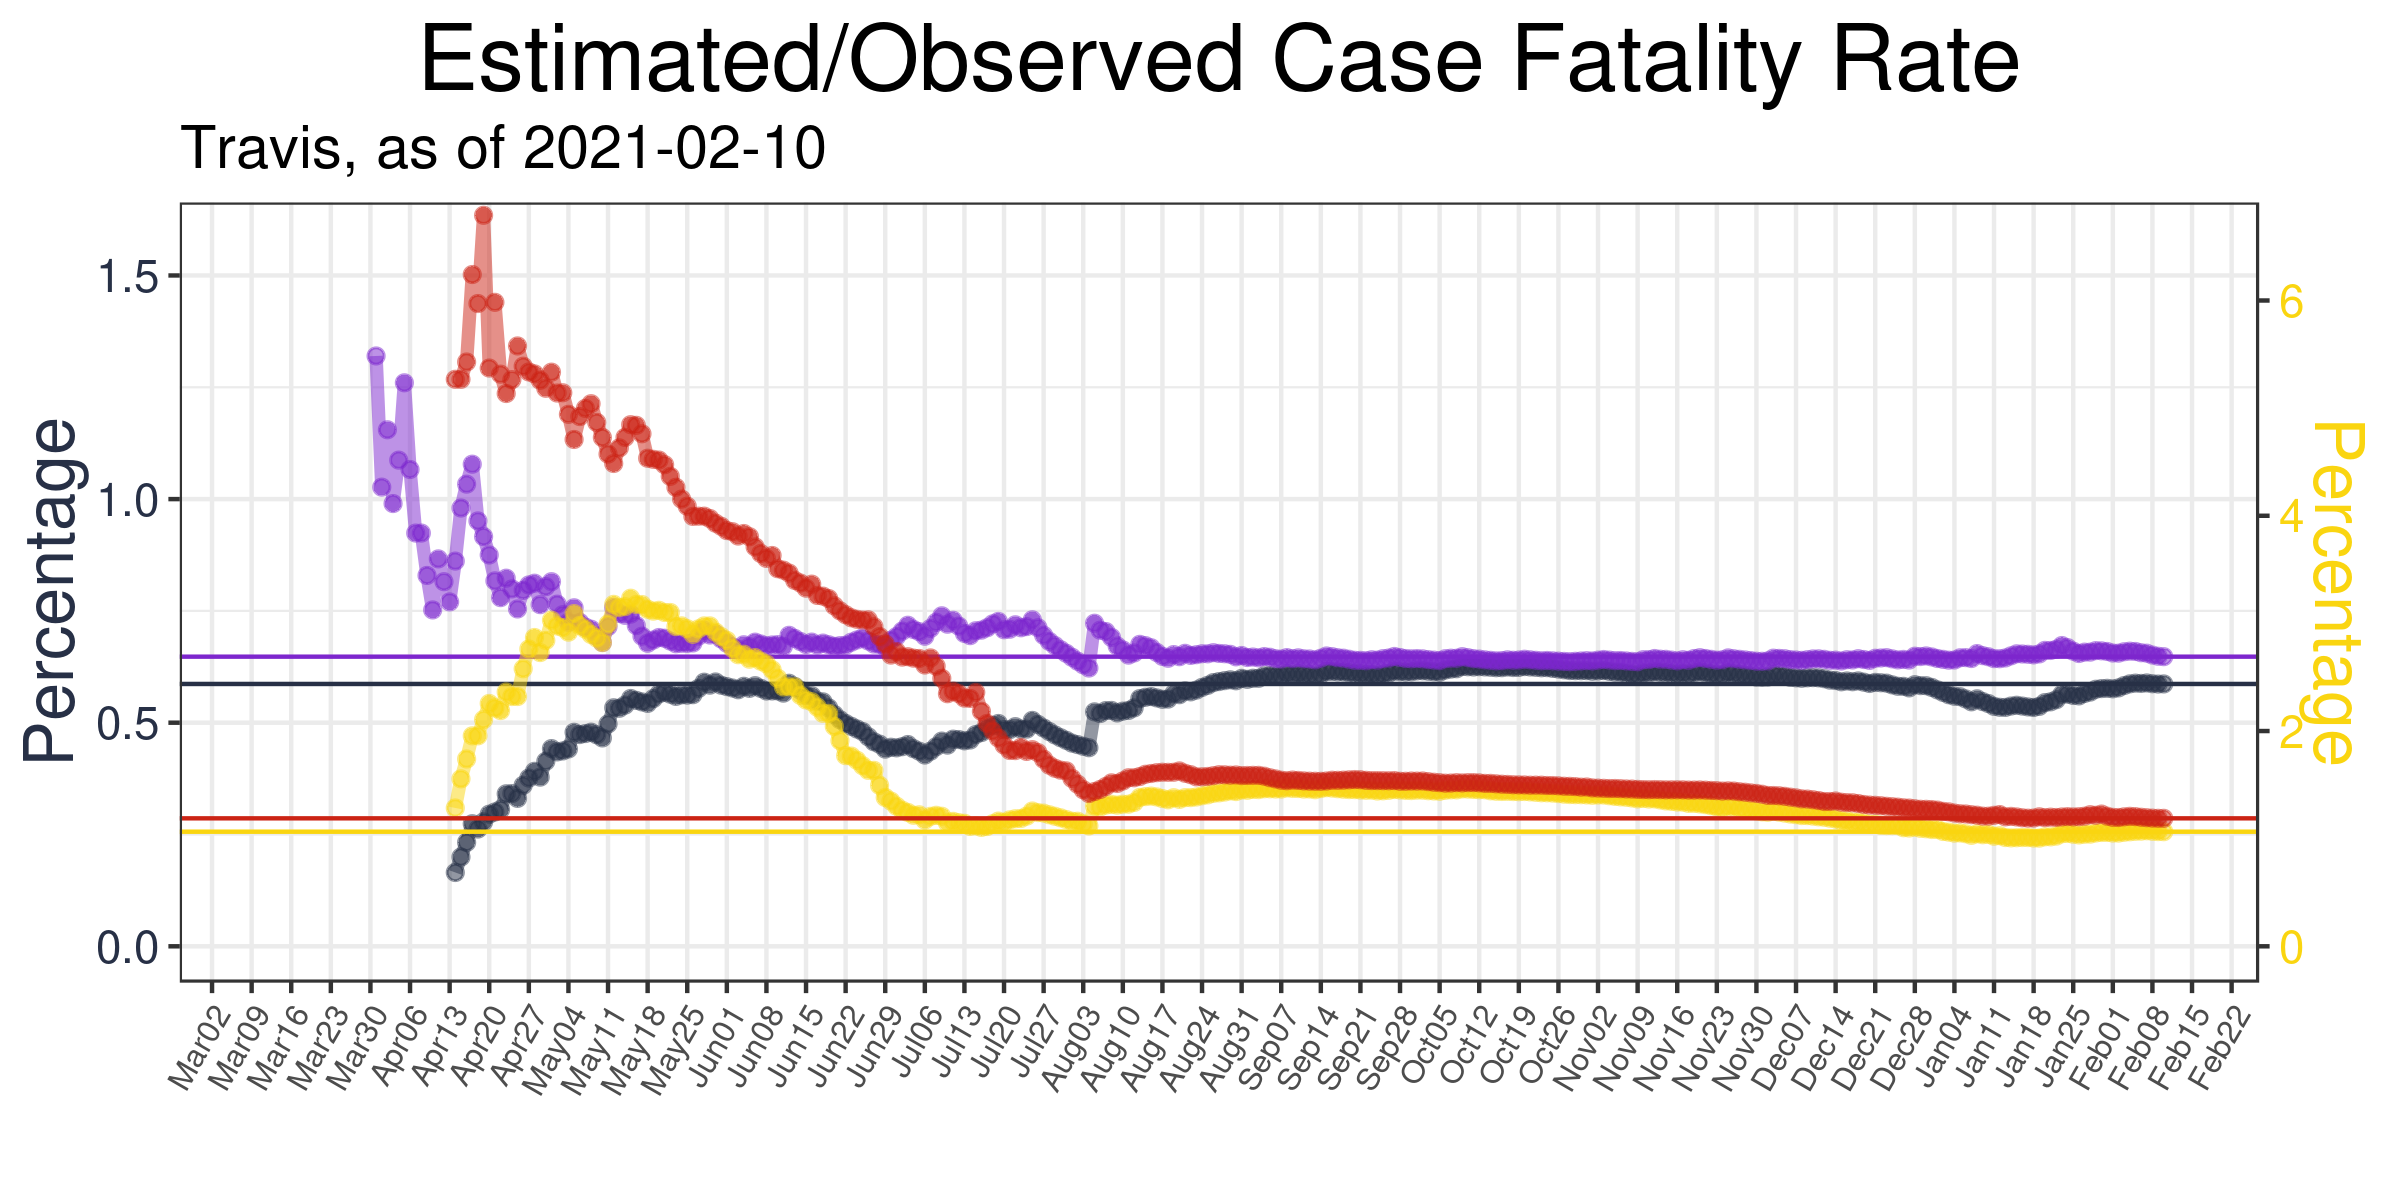 Estimated/Observed Case Fatality Rate
Travis, as of 2021-02-10
Percentage
1.5
1.0
0.5
0.0
6
4
2
0
Percentage
Mar02
Mar09
Mar16
Mar23
Mar30
Apr06
Apr13
Apr20
Apr27
May04
May11
May18
May25
Jun01
Jun08
Jun15
Jun22
Jun29
Jul06
Jul13
Jul20
Jul27
Aug03
Aug10
Aug17
Aug24
Aug31
Sep07
Sep14
Sep21
Sep28
Oct05
Oct12
Oct19
Oct26
Nov02
Nov09
Nov16
Nov23
Nov30
Dec07
Dec14
Dec21
Dec28
Jan04
Jan11
Jan18
Jan25
Feb01
Feb08
Feb15
Feb22